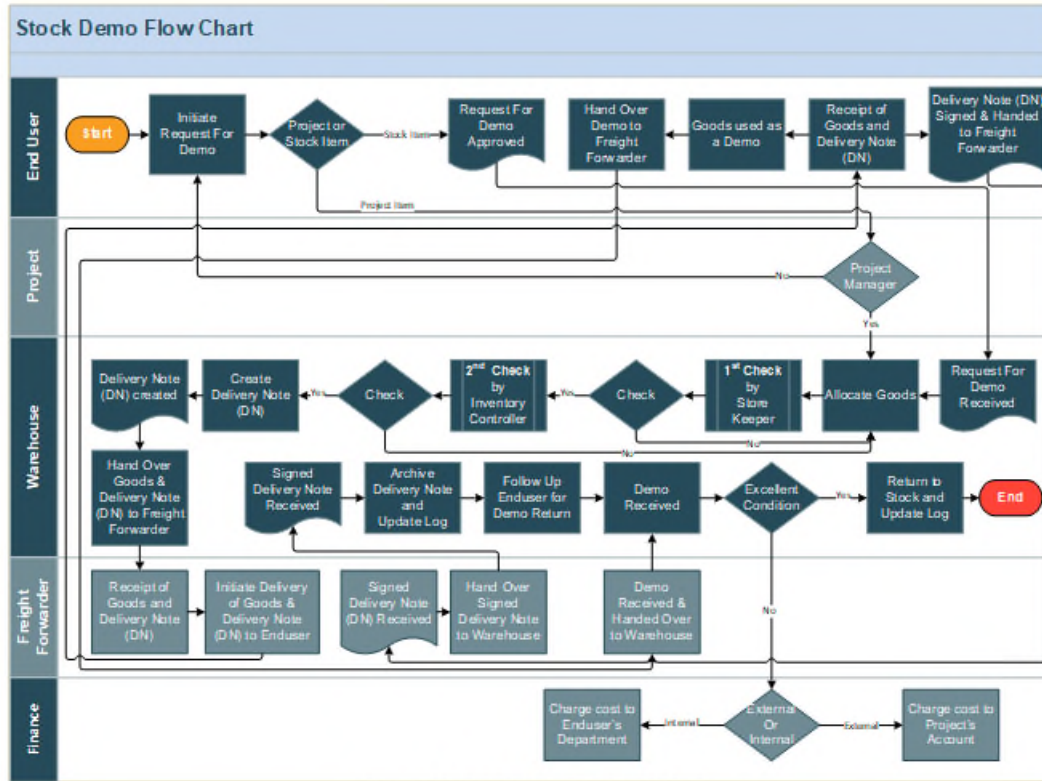 Stock Demo Flow Chart
End User
Start
Initiate
Request For
Demo
Project or
Stock Item
Stock Item
Request For
Demo
Approved
Hand Over
Demo to
Freight
Forwarder
Goods used as
a Demo
Receipt of
Goods and
Delivery Note
(DN)
Delivery Note (DN)
Signed & Handed
to Freight
Forwarder
Project Item
Project
No
Project
Manager
Yes
Warehouse
Delivery Note
(DN) created
Create
Delivery Note
(DN)
Yes
Check
2nd Check
by
Inventory
Controller
Yes
Check
1st Check
by
Store
Keeper
Allocate Goods
Request For
Demo
Received
No
No
Hand Over
Goods &
Delivery Note
(DN) to Freight
Forwarder
Signed
Delivery Note
Received
Archive
Delivery Note
and
Update Log
Follow Up
Enduser for
Demo Return
Demo
Received
Excellent
Condition
Yes
Return to
Stock and
Update Log
End
Freight
Forwarder
Receipt of
Goods and
Delivery Note
(DN)
Initiate Delivery
of Goods &
Delivery Note
(DN) to Enduser
Signed
Delivery Note
(DN) Received
Hand Over
Signed
Delivery Note
to Warehouse
Demo
Received &
Handed Over
to Warehouse
No
Finance
Charge cost to
Enduser's
Department
Internal
External
Or
Internal
External
Charge cost to
Project's
Account